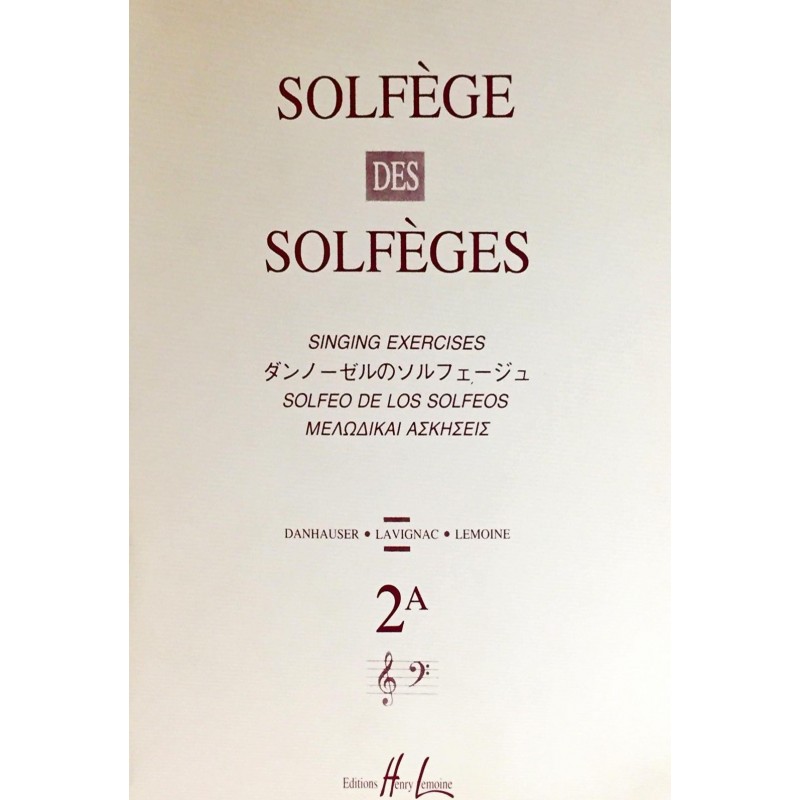 SOLFÈGE
DES
SOLFÈGES
SINGING EXERCISES
ダンノーゼルのソルフェージュ
SOLFEO DE LOS SOLFEOS
ΜΕΛΩΔΙΚΑΙ ΑΣΚΗΣΕΙΣ
DANHAUSER • LAVIGNAC • LEMOINE
2A
Editions Henry Lemoine